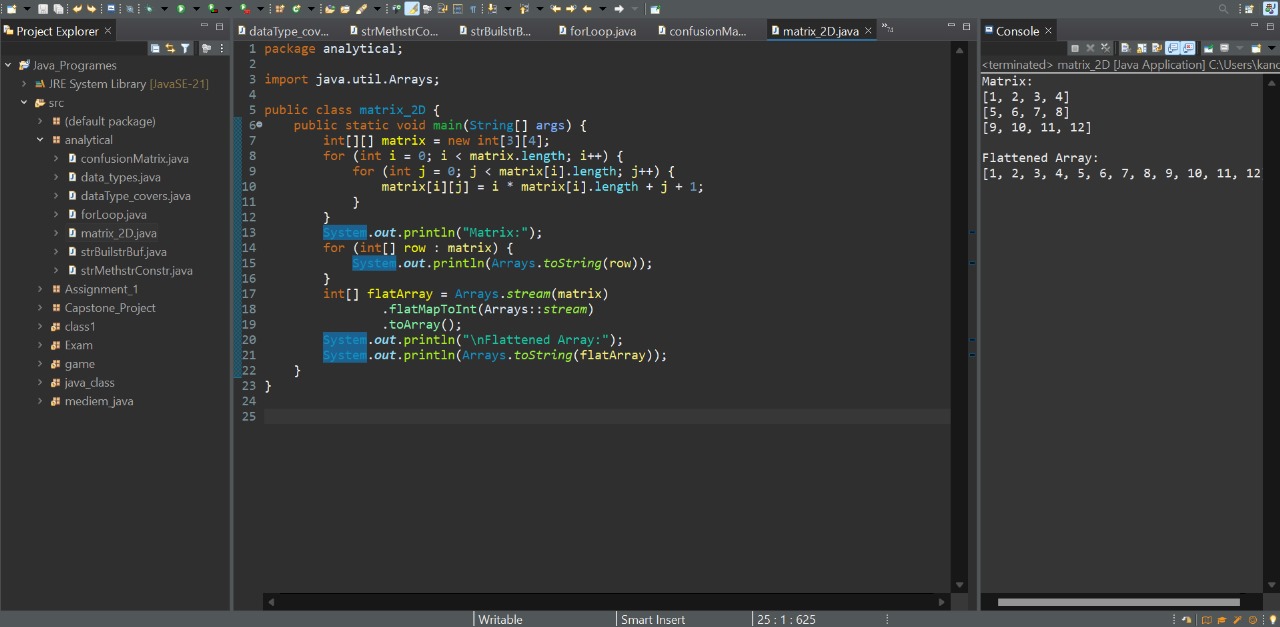 Project Explorer
Java_Programes
JRE System Library [JavaSE-21]
src
(default package)
analytical
confusionMatrix.java
data_types.java
dataType_covers.java
forLoop.java
matrix_2D.java
strBuilstrBuf.java
strMethstrConstr.java
Assignment_1
Capstone_Project
class1
Exam
game
java_class
mediem_java
dataType_cov...
strMethstrCo...
strBuilstrB...
forLoop.java
confusionMa...
matrix_2D.java
1 package analytical;
2
3 import java.util.Arrays;
4
5 public class matrix_2D {
6 public static void main(String[] args) {
7 int[][] matrix = new int[3][4];
8 for (int i = 0; i < matrix.length; i++) {
9 for (int j = 0; j < matrix[i].length; j++) {
10 matrix[i][j] = i * matrix[i].length + j + 1;
11 }
12 }
13 System.out.println("Matrix:");
14 for (int[] row : matrix) {
15 System.out.println(Arrays.toString(row));
16 }
17 int[] flatArray = Arrays.stream(matrix)
18 .flatMapToInt(Arrays::stream)
19 .toArray();
20 System.out.println("\nFlattened Array:");
21 System.out.println(Arrays.toString(flatArray));
22 }
23 }
24
25
Console
<terminated> matrix_2D [Java Application] C:\Users\kanc
Matrix:
[1, 2, 3, 4]
[5, 6, 7, 8]
[9, 10, 11, 12]
Flattened Array:
[1, 2, 3, 4, 5, 6, 7, 8, 9, 10, 11, 12
Writable
Smart Insert
25 : 1 : 625